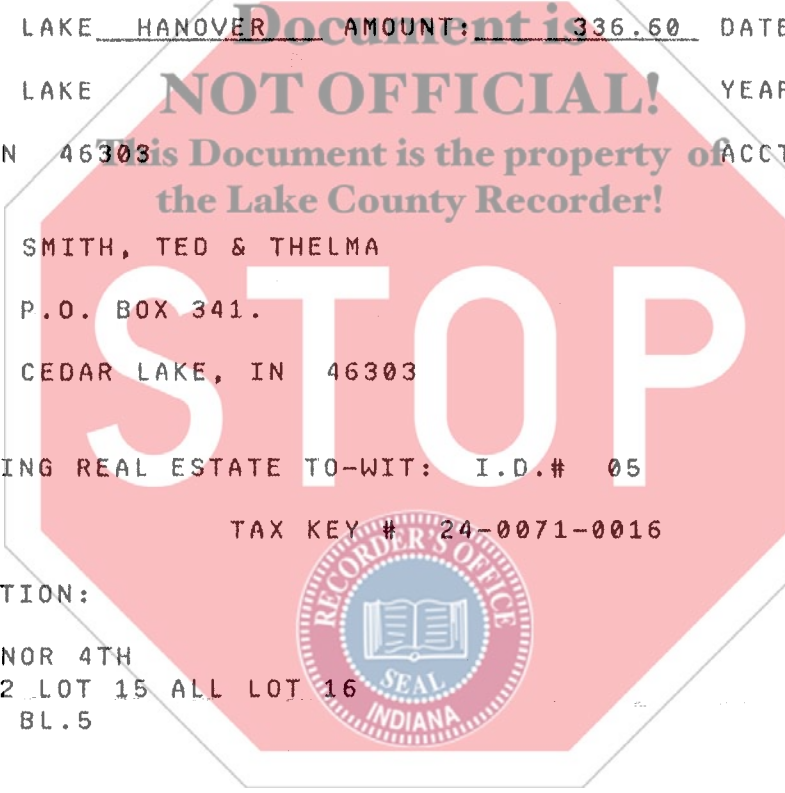 Document is
LAKE HANOVER AMOUNT: 336.60 DATE
NOT OFFICIAL!
LAKE YEAR
This Document is the property of
N 46303 ACCT
the Lake County Recorder!
SMITH, TED & THELMA
P.O. BOX 341.
STOP
CEDAR LAKE, IN 46303
ING REAL ESTATE TO-WIT: I.D.# 05
TAX KEY # 24-0071-0016
RECORDER'S OFFICE
TION:
NOR 4TH
2 LOT 15 ALL LOT 16
SEAL
BL.5
INDIANA